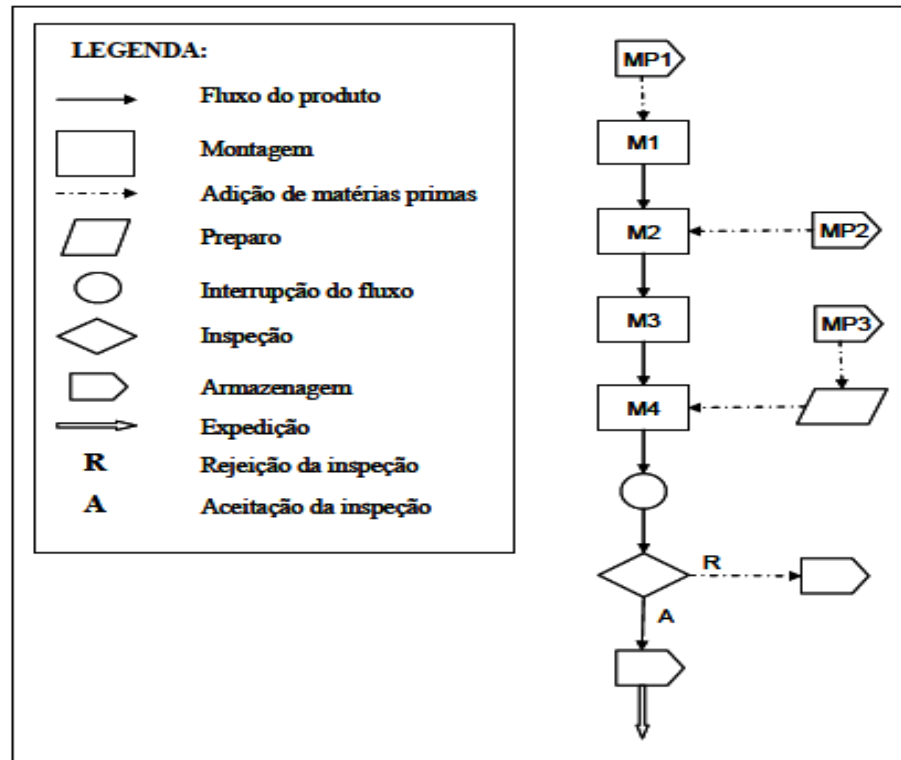 LEGENDA:
Fluxo do produto
Montagem
Adição de matérias primas
Preparo
Interrupção do fluxo
Inspeção
Armazenagem
Expedição
R Rejeição da inspeção
A Aceitação da inspeção
MP1
M1
M2 MP2
M3 MP3
M4
R
A